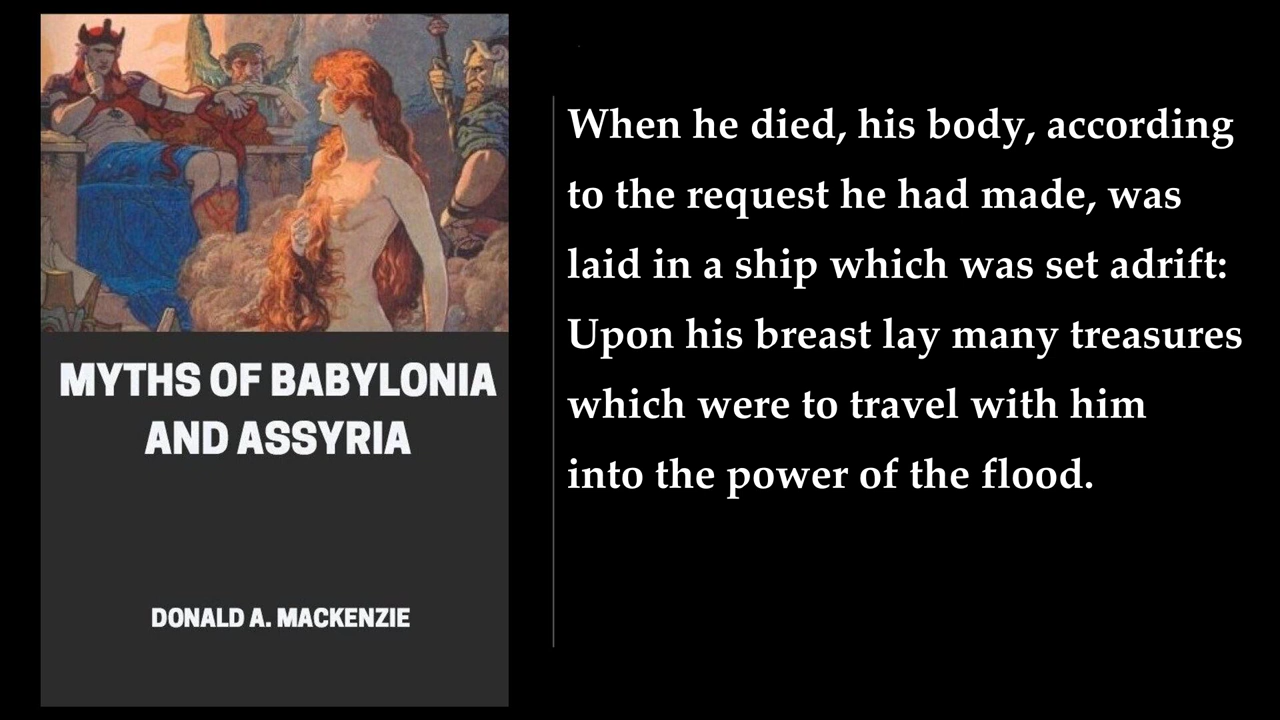 MYTHS OF BABYLONIA
AND ASSYRIA
DONALD A. MACKENZIE
When he died, his body, according
to the request he had made, was
laid in a ship which was set adrift:
Upon his breast lay many treasures
which were to travel with him
into the power of the flood.